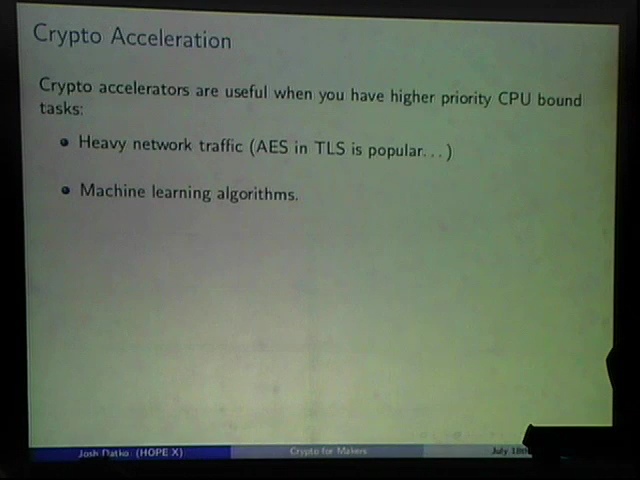 Crypto Acceleration
Crypto accelerators are useful when you have higher priority CPU bound
tasks:
Heavy network traffic (AES in TLS is popular...)
Machine learning algorithms.
Josh Datko (HOPE X)
Crypto for Makers
July